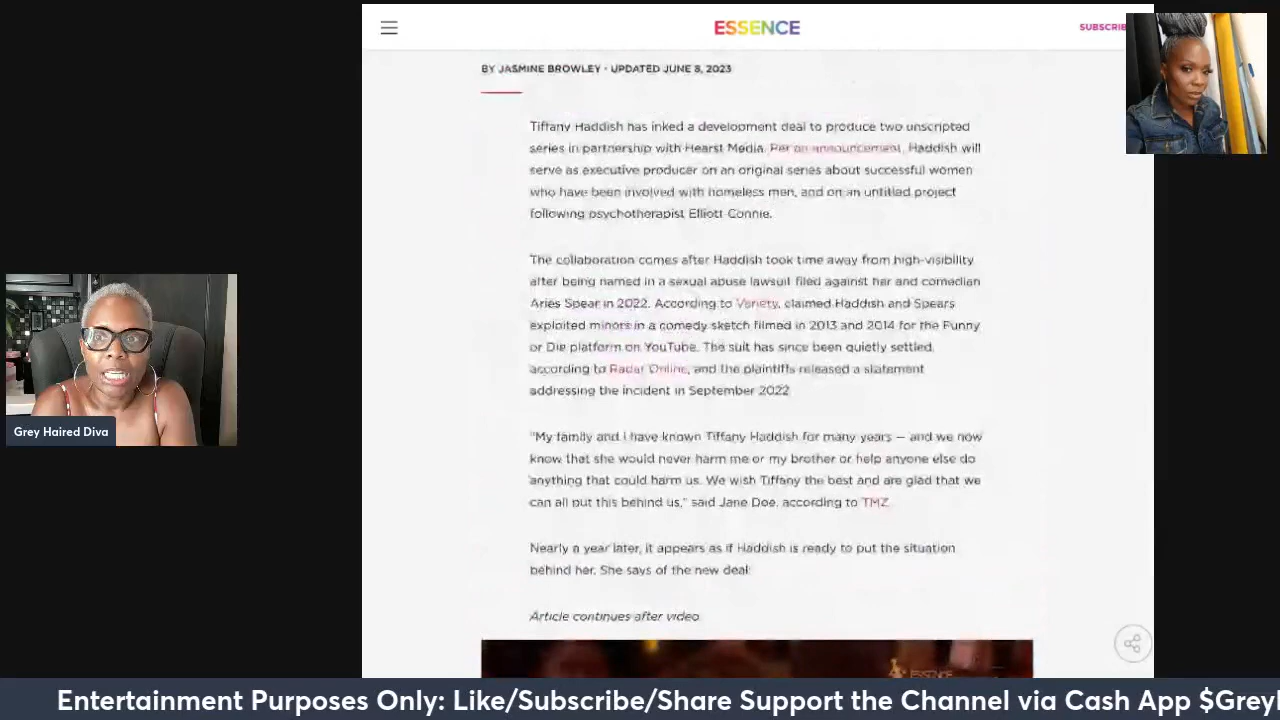 ESSENCE
SUBSCRIBE
BY JASMINE BROWLEY · UPDATED JUNE 8, 2023
Tiffany Haddish has inked a development deal to produce two unscripted
series in partnership with Hearst Media. Per an announcement, Haddish will
serve as executive producer on an original series about successful women
who have been involved with homeless men, and on an untitled project
following psychotherapist Elliott Connie.
The collaboration comes after Haddish took time away from high-visibility
after being named in a sexual abuse lawsuit filed against her and comedian
Aries Spear in 2022. According to Variety, claimed Haddish and Spears
exploited minors in a comedy sketch filmed in 2013 and 2014 for the Funny
or Die platform on YouTube. The suit has since been quietly settled,
according to Radar Online, and the plaintiffs released a statement
addressing the incident in September 2022
"My family and I have known Tiffany Haddish for many years — and we now
know that she would never harm me or my brother or help anyone else do
anything that could harm us. We wish Tiffany the best and are glad that we
can all put this behind us," said Jane Doe, according to TMZ.
Nearly a year later, it appears as if Haddish is ready to put the situation
behind her. She says of the new deal:
Article continues after video
ESSENCE
Grey Haired Diva
Entertainment Purposes Only: Like/Subscribe/Share Support the Channel via Cash App $Grey